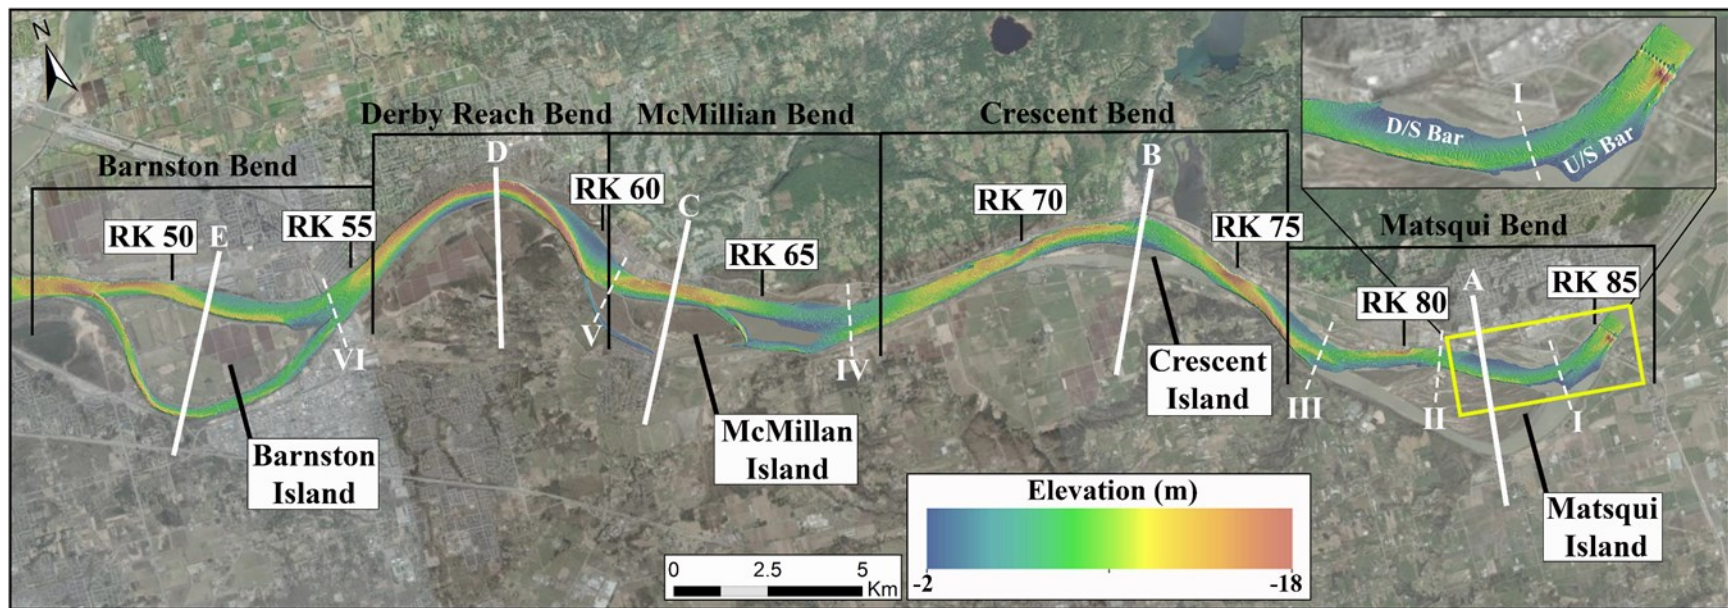 N
Derby Reach Bend
McMillian Bend
Crescent Bend
Barnston Bend
Matsqui Bend
I
D/S Bar
U/S Bar
D
B
RK 60
C
RK 70
RK 50
E
RK 55
RK 65
RK 75
A
RK 80
RK 85
V
VI
IV
III
II
I
Crescent
Island
McMillan
Island
Barnston
Island
Matsqui
Island
Elevation (m)
-2
-18
0
2.5
5
Km